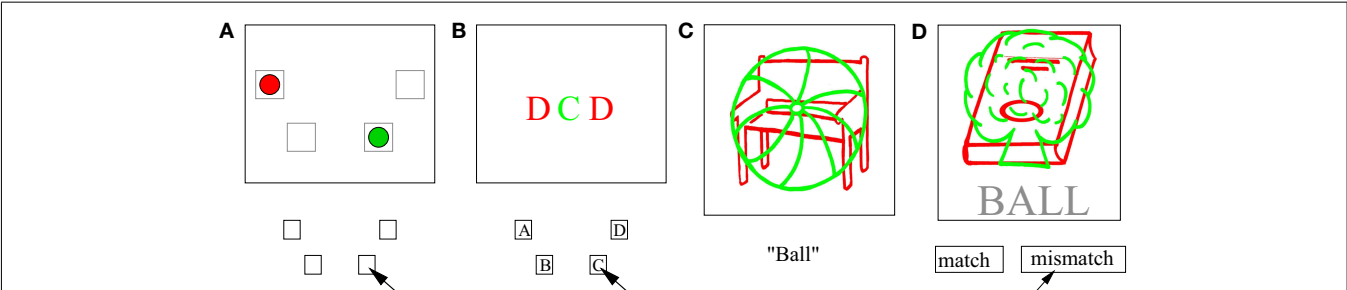 A B C D
D C D
BALL
A D
B C
"Ball"
match mismatch